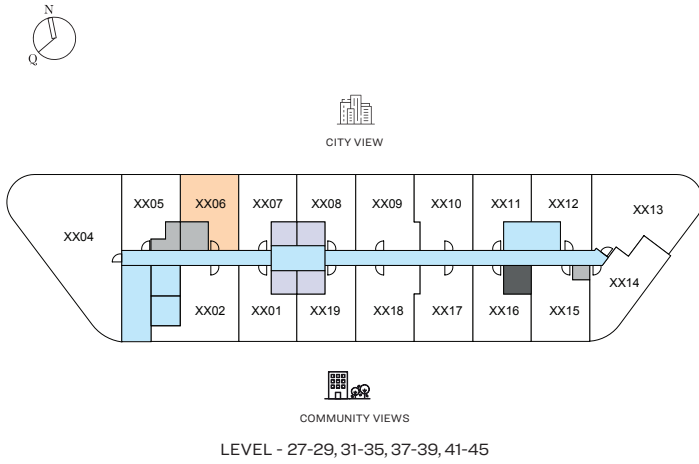 N
Q
CITY VIEW
XX05 XX06 XX07 XX08 XX09 XX10 XX11 XX12
XX04 XX13
XX14
XX02 XX01 XX19 XX18 XX17 XX16 XX15
COMMUNITY VIEWS
LEVEL - 27-29, 31-35, 37-39, 41-45